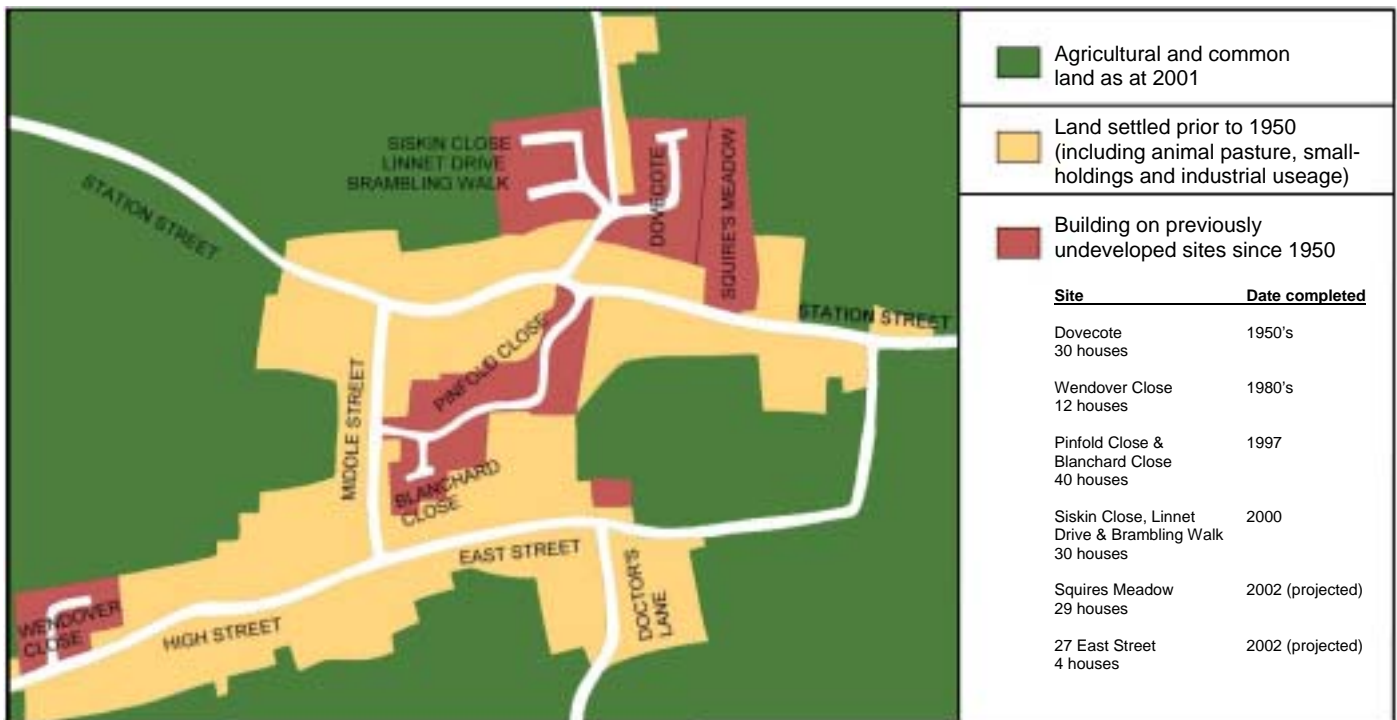 SISKIN CLOSE
LINNET DRIVE
BRAMBLING WALK
STATION STREET
DOVECOTE
SQUIRE'S MEADOW
STATION STREET
PINFOLD CLOSE
MIDDLE STREET
BLANCHARD
CLOSE
EAST STREET
DOCTOR'S
LANE
WENDOVER
CLOSE
HIGH STREET
Agricultural and common
land as at 2001
Land settled prior to 1950
(including animal pasture, small-
holdings and industrial useage)
Building on previously
undeveloped sites since 1950
Site Date completed
Dovecote 1950's
30 houses
Wendover Close 1980's
12 houses
Pinfold Close & 1997
Blanchard Close
40 houses
Siskin Close, Linnet 2000
Drive & Brambling Walk
30 houses
Squires Meadow 2002 (projected)
29 houses
27 East Street 2002 (projected)
4 houses